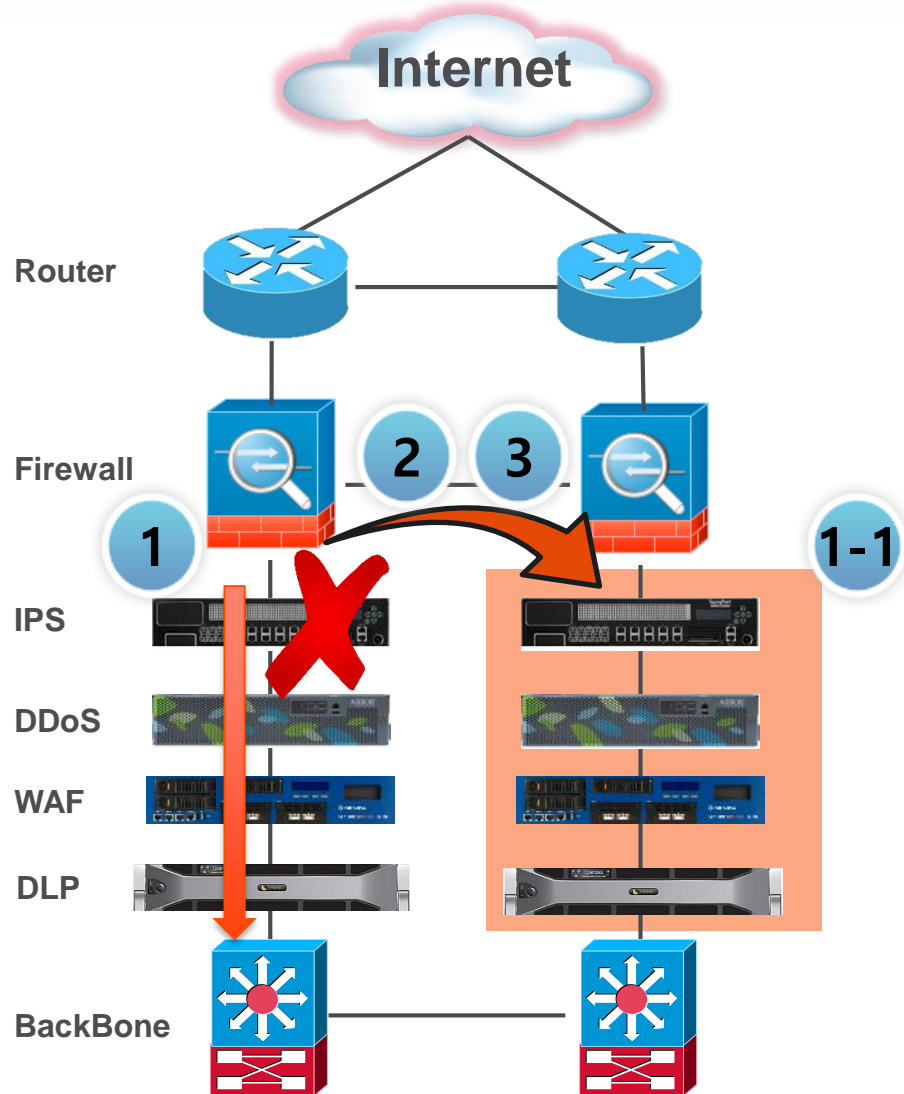 Internet
Router
Firewall
2
3
1
1-1
IPS
DDoS
WAF
DLP
BackBone